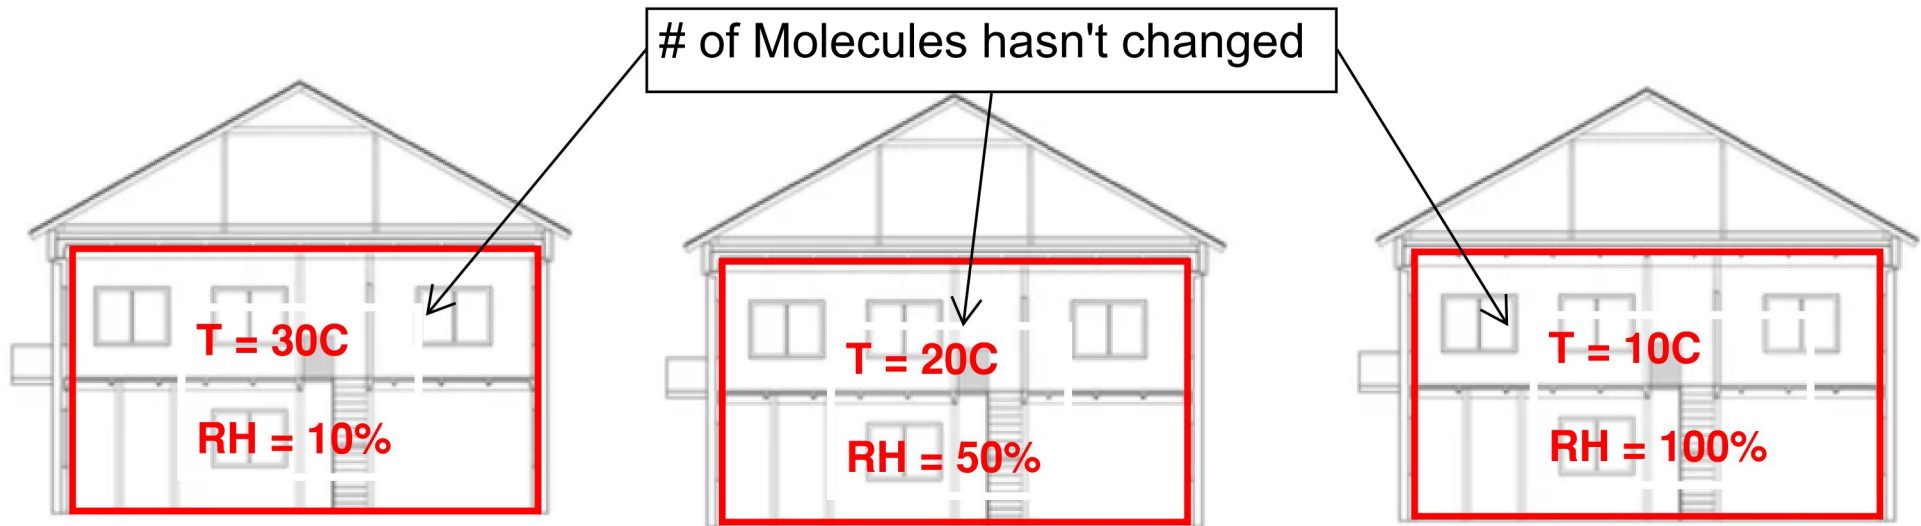 # of Molecules hasn't changed
T = 30C
RH = 10%
T = 20C
RH = 50%
T = 10C
RH = 100%